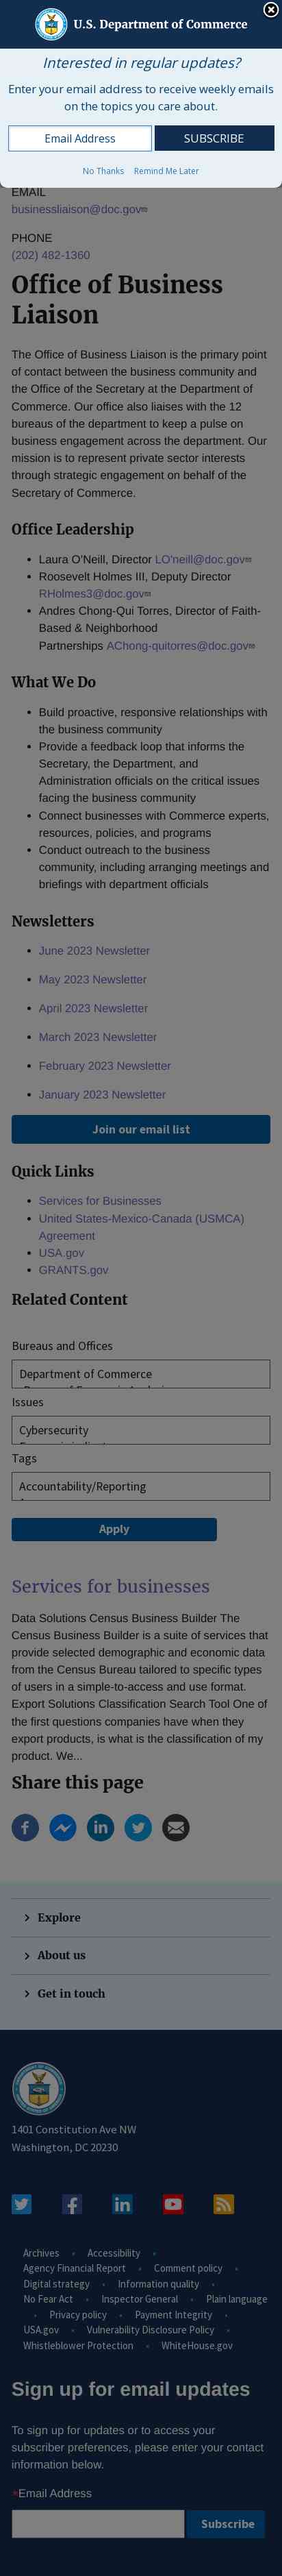 U.S. Department of Commerce
Interested in regular updates?
Enter your email address to receive weekly emails
on the topics you care about.
Email Address
SUBSCRIBE
No Thanks
Remind Me Later
EMAIL
businessliaison@doc.gov
PHONE
(202) 482-1360
Office of Business
Liaison
The Office of Business Liaison is the primary point
of contact between the business community and
the Office of the Secretary at the Department of
Commerce. Our office also liaises with the 12
bureaus of the department to keep a pulse on
business engagement across the department. Our
mission is to represent private sector interests
through strategic engagement on behalf of the
Secretary of Commerce.
Office Leadership
• Laura O'Neill, Director LO'neill@doc.gov
• Roosevelt Holmes III, Deputy Director
RHolmes3@doc.gov
• Andres Chong-Qui Torres, Director of Faith-
Based & Neighborhood
Partnerships AChong-quitorres@doc.gov
What We Do
• Build proactive, responsive relationships with
the business community
• Provide a feedback loop that informs the
Secretary, the Department, and
Administration officials on the critical issues
facing the business community
• Connect businesses with Commerce experts,
resources, policies, and programs
• Conduct outreach to the business
community, including arranging meetings and
briefings with department officials
Newsletters
• June 2023 Newsletter
• May 2023 Newsletter
• April 2023 Newsletter
• March 2023 Newsletter
• February 2023 Newsletter
• January 2023 Newsletter
Join our email list
Quick Links
• Services for Businesses
• United States-Mexico-Canada (USMCA)
Agreement
• USA.gov
• GRANTS.gov
Related Content
Bureaus and Offices
Department of Commerce
Issues
Cybersecurity
Tags
Accountability/Reporting
Apply
Services for businesses
Data Solutions Census Business Builder The
Census Business Builder is a suite of services that
provide selected demographic and economic data
from the Census Bureau tailored to specific types
of users in a simple-to-access and use format.
Export Solutions Classification Search Tool One of
the first questions companies have when they
export products, is what is the classification of my
product. We...
Share this page
Explore
About us
Get in touch
1401 Constitution Ave NW
Washington, DC 20230
Archives • Accessibility •
Agency Financial Report • Comment policy •
Digital strategy • Information quality •
No Fear Act • Inspector General • Plain language
• Privacy policy • Payment Integrity •
USA.gov • Vulnerability Disclosure Policy •
Whistleblower Protection • WhiteHouse.gov
Sign up for email updates
To sign up for updates or to access your
subscriber preferences, please enter your contact
information below.
*Email Address
Subscribe